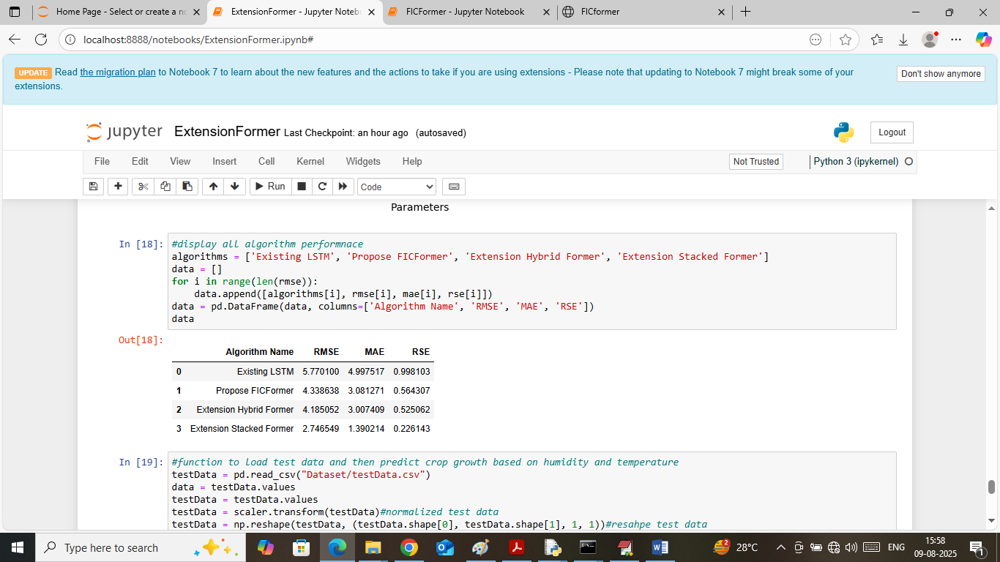 Home Page - Select or create a no
ExtensionFormer - Jupyter Noteb
FICFormer - Jupyter Notebook
FICformer
localhost:8888/notebooks/ExtensionFormer.ipynb#
UPDATE Read the migration plan to Notebook 7 to learn about the new features and the actions to take if you are using extensions - Please note that updating to Notebook 7 might break some of your
extensions.
Don't show anymore
jupyter ExtensionFormer Last Checkpoint: an hour ago (autosaved)
Logout
File Edit View Insert Cell Kernel Widgets Help
Not Trusted
Python 3 (ipykernel)
Run
Code
Parameters
In [18]: #display all algorithm performnace
algorithms = ['Existing LSTM', 'Propose FICFormer', 'Extension Hybrid Former', 'Extension Stacked Former']
data = []
for i in range(len(rmse)):
data.append([algorithms[i], rmse[i], mae[i], rse[i]])
data = pd.DataFrame(data, columns=['Algorithm Name', 'RMSE', 'MAE', 'RSE'])
data
Out[18]:
Algorithm Name RMSE MAE RSE
0 Existing LSTM 5.770100 4.997517 0.998103
1 Propose FICFormer 4.338638 3.081271 0.564307
2 Extension Hybrid Former 4.185052 3.007409 0.525062
3 Extension Stacked Former 2.746549 1.390214 0.226143
In [19]: #function to load test data and then predict crop growth based on humidity and temperature
testData = pd.read_csv("Dataset/testData.csv")
data = testData.values
testData = testData.values
testData = scaler.transform(testData)#normalized test data
testData = np.reshape(testData, (testData.shape[0], testData.shape[1], 1, 1))#resahpe test data
Type here to search
2
28°C
ENG
15:58
09-08-2025
1